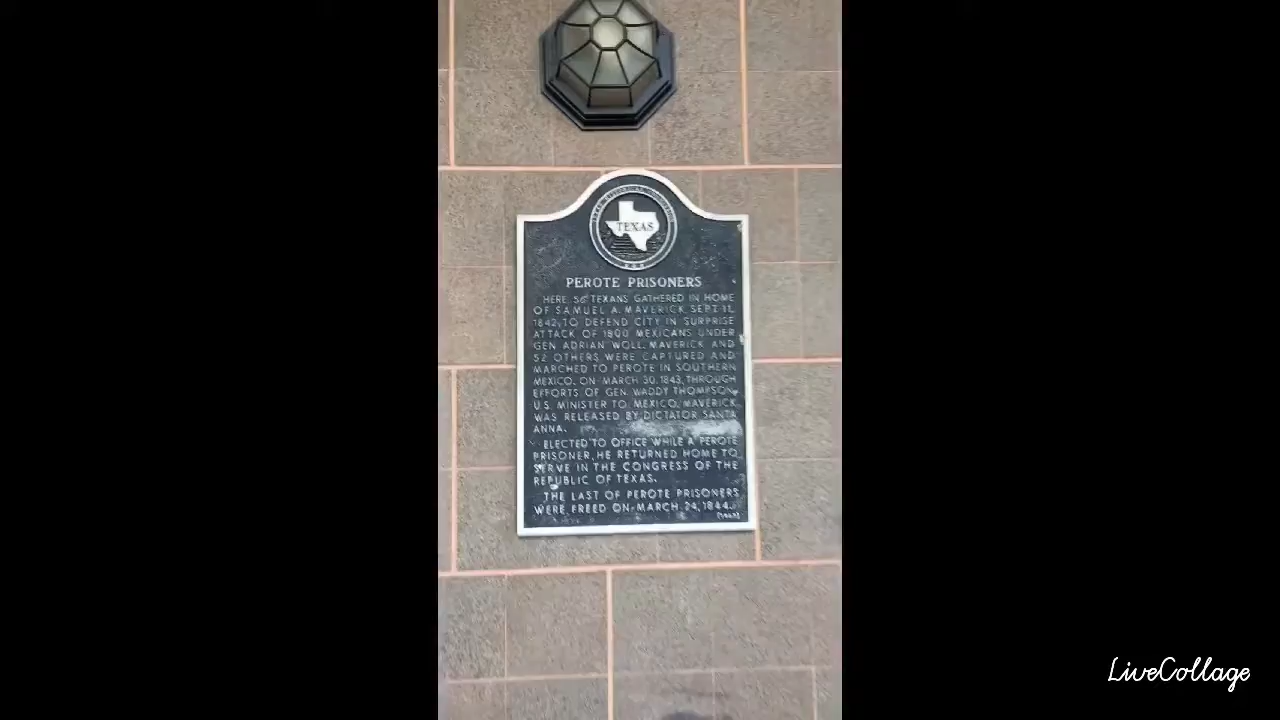 TEXAS
PEROTE PRISONERS
HERE, 56 TEXANS GATHERED IN HOME
OF SAMUEL A. MAVERICK, SEPT. 11,
1842, TO DEFEND CITY IN SURPRISE
ATTACK OF 1800 MEXICANS UNDER
GEN. ADRIAN WOLL. MAVERICK AND
52 OTHERS WERE CAPTURED AND
MARCHED TO PEROTE IN SOUTHERN
MEXICO. ON MARCH 30, 1843, THROUGH
EFFORTS OF GEN. WADDY THOMPSON,
U.S. MINISTER TO MEXICO, MAVERICK
WAS RELEASED BY DICTATOR SANTA
ANNA.
ELECTED TO OFFICE WHILE A PEROTE
PRISONER, HE RETURNED HOME TO
SERVE IN THE CONGRESS OF THE
REPUBLIC OF TEXAS.
THE LAST OF PEROTE PRISONERS
WERE FREED ON MARCH 24, 1844.
LiveCollage